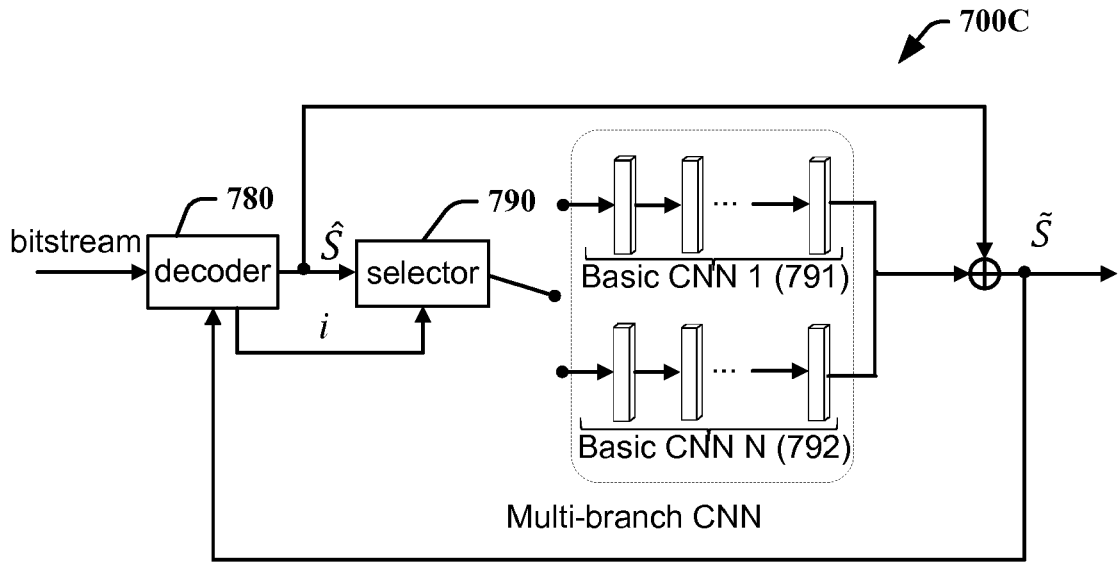 700C
780
790
bitstream
decoder
Ŝ
selector
i
...
Basic CNN 1 (791)
...
Basic CNN N (792)
S̃
Multi-branch CNN